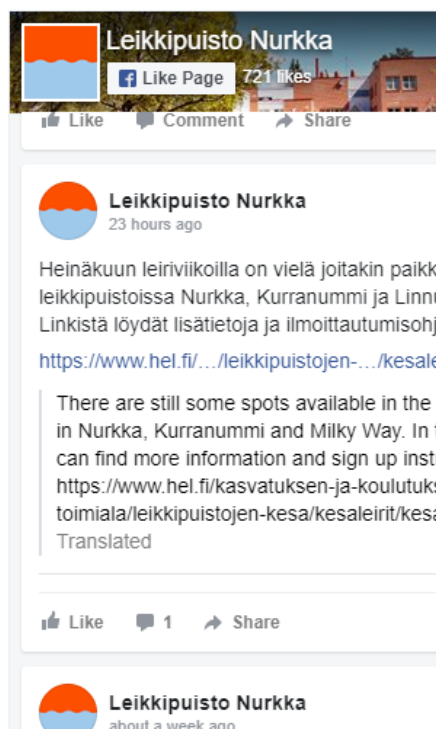 Leikkipuisto Nurkka
Like Page 721 likes
Like Comment Share
Leikkipuisto Nurkka
23 hours ago
Heinäkuun leiriviikoilla on vielä joitakin paikk
leikkipuistoissa Nurkka, Kurranummi ja Linnu
Linkistä löydät lisätietoja ja ilmoittautumisohj
https://www.hel.fi/…/leikkipuistojen-…/kesale
There are still some spots available in the
in Nurkka, Kurranummi and Milky Way. In t
can find more information and sign up inst
https://www.hel.fi/kasvatuksen-ja-koulutuks
toimiala/leikkipuistojen-kesa/kesaleirit/kesa
Translated
Like 1 Share
Leikkipuisto Nurkka
about a week ago